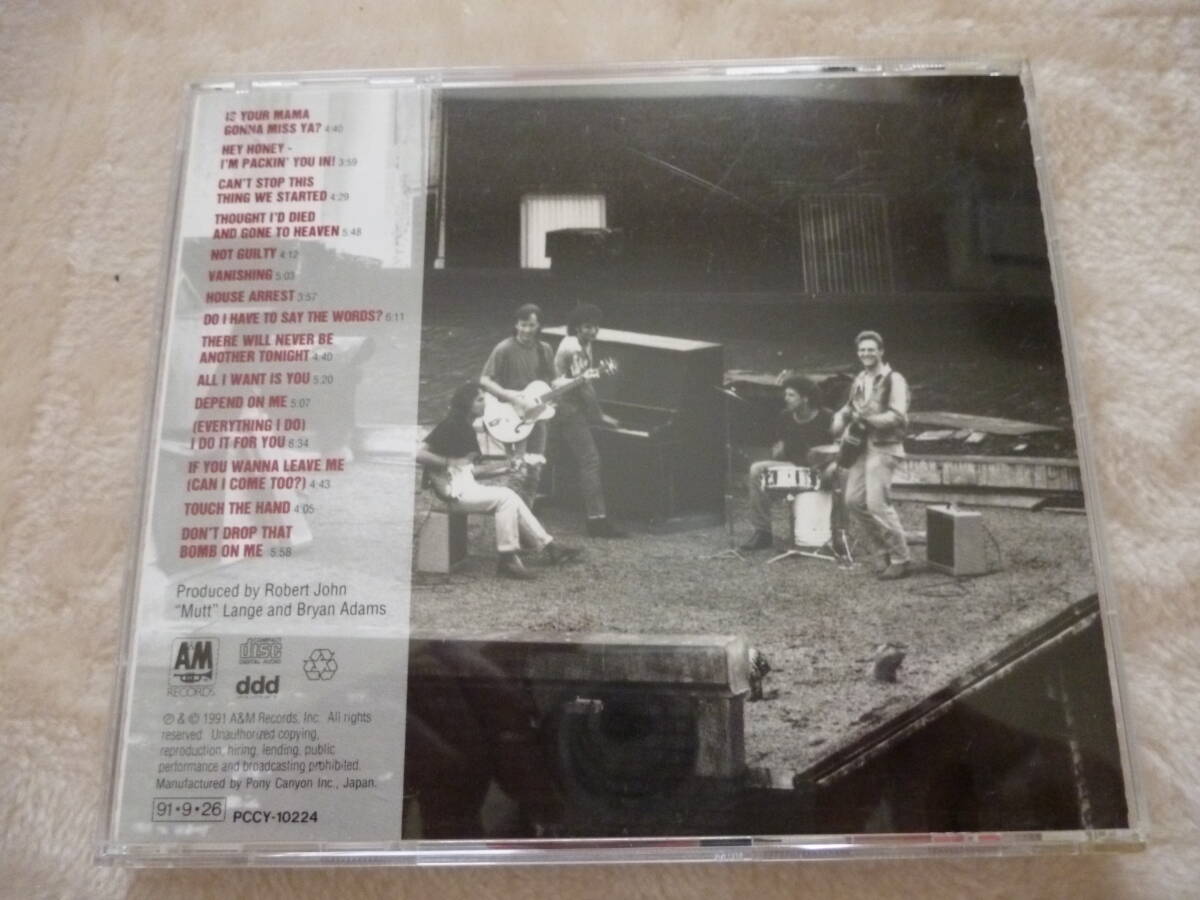 IS YOUR MAMA
GONNA MISS YA? 4:40
HEY HONEY -
I'M PACKIN' YOU IN! 3:59
CAN'T STOP THIS
THING WE STARTED 4:29
THOUGHT I'D DIED
AND GONE TO HEAVEN 5:48
NOT GUILTY 4:12
VANISHING 5:03
HOUSE ARREST 3:57
DO I HAVE TO SAY THE WORDS? 6:11
THERE WILL NEVER BE
ANOTHER TONIGHT 4:40
ALL I WANT IS YOU 5:20
DEPEND ON ME 5:07
(EVERYTHING I DO)
I DO IT FOR YOU 6:34
IF YOU WANNA LEAVE ME
(CAN I COME TOO?) 4:43
TOUCH THE HAND 4:05
DON'T DROP THAT
BOMB ON ME 5:58
Produced by Robert John
"Mutt" Lange and Bryan Adams
A&M
RECORDS
COMPACT
disc
DIGITAL AUDIO
ddd
℗ & © 1991 A&M Records, Inc. All rights
reserved. Unauthorized copying,
reproduction, hiring, lending, public
performance and broadcasting prohibited.
Manufactured by Pony Canyon Inc., Japan.
91•9•26 PCCY-10224